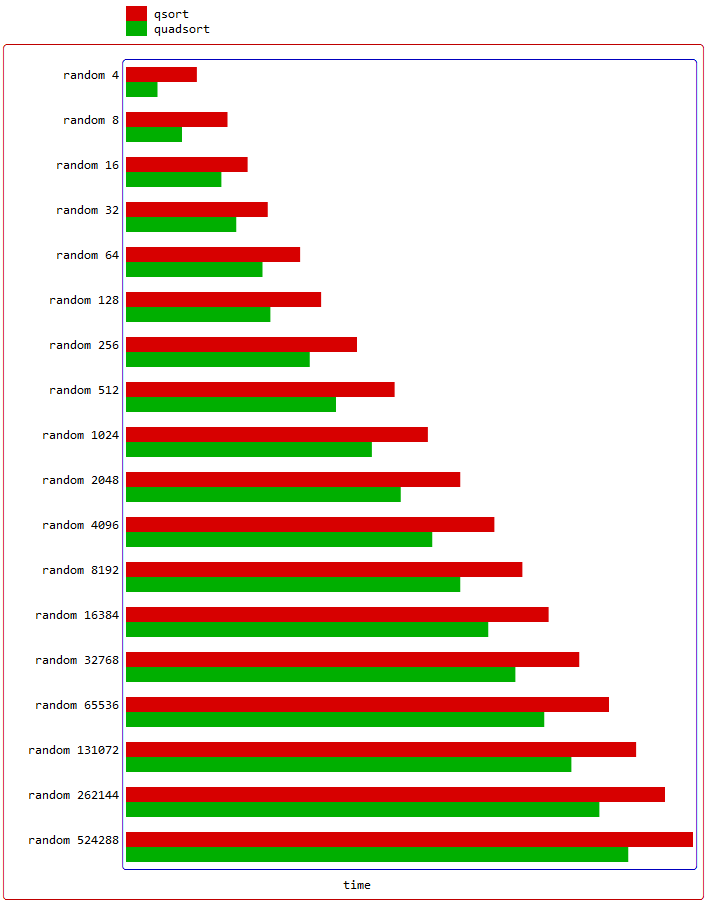 qsort
quadsort
random 4
random 8
random 16
random 32
random 64
random 128
random 256
random 512
random 1024
random 2048
random 4096
random 8192
random 16384
random 32768
random 65536
random 131072
random 262144
random 524288
time